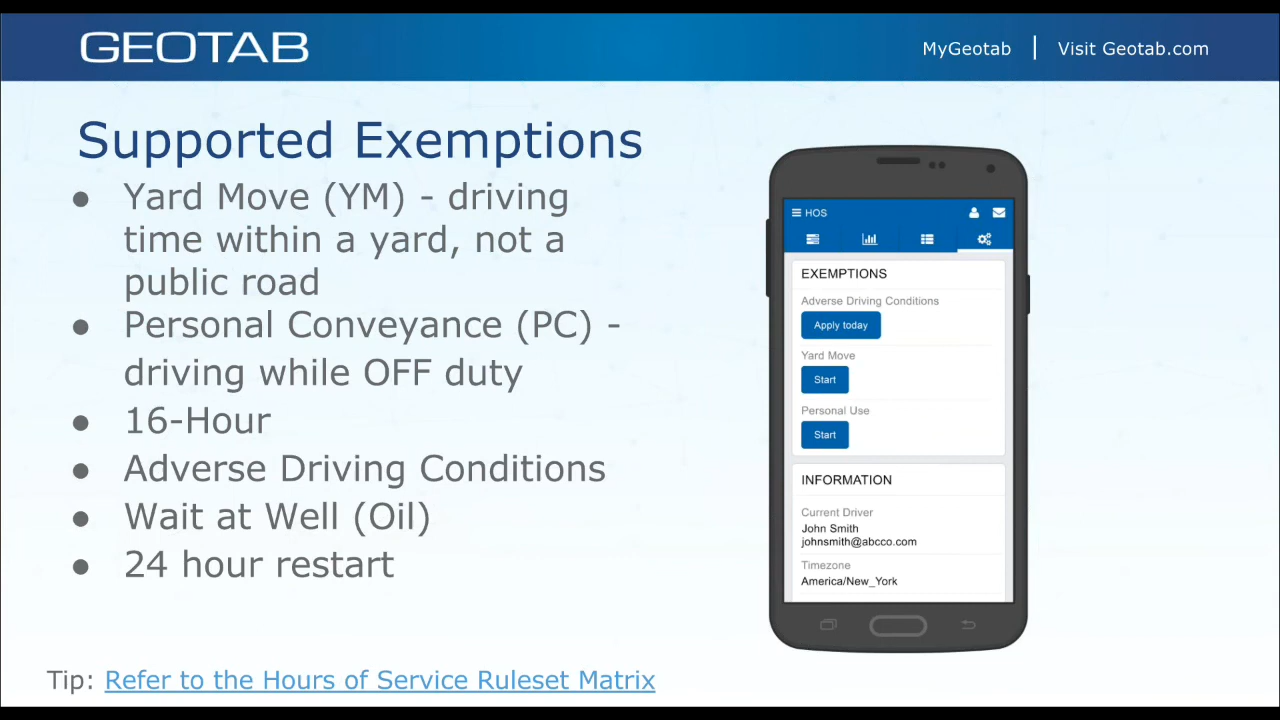 GEOTAB
MyGeotab | Visit Geotab.com
Supported Exemptions
● Yard Move (YM) - driving
time within a yard, not a
public road
● Personal Conveyance (PC) -
driving while OFF duty
● 16-Hour
● Adverse Driving Conditions
● Wait at Well (Oil)
● 24 hour restart
Tip: Refer to the Hours of Service Ruleset Matrix
HOS
EXEMPTIONS
Adverse Driving Conditions
Apply today
Yard Move
Start
Personal Use
Start
INFORMATION
Current Driver
John Smith
johnsmith@abcco.com
Timezone
America/New_York